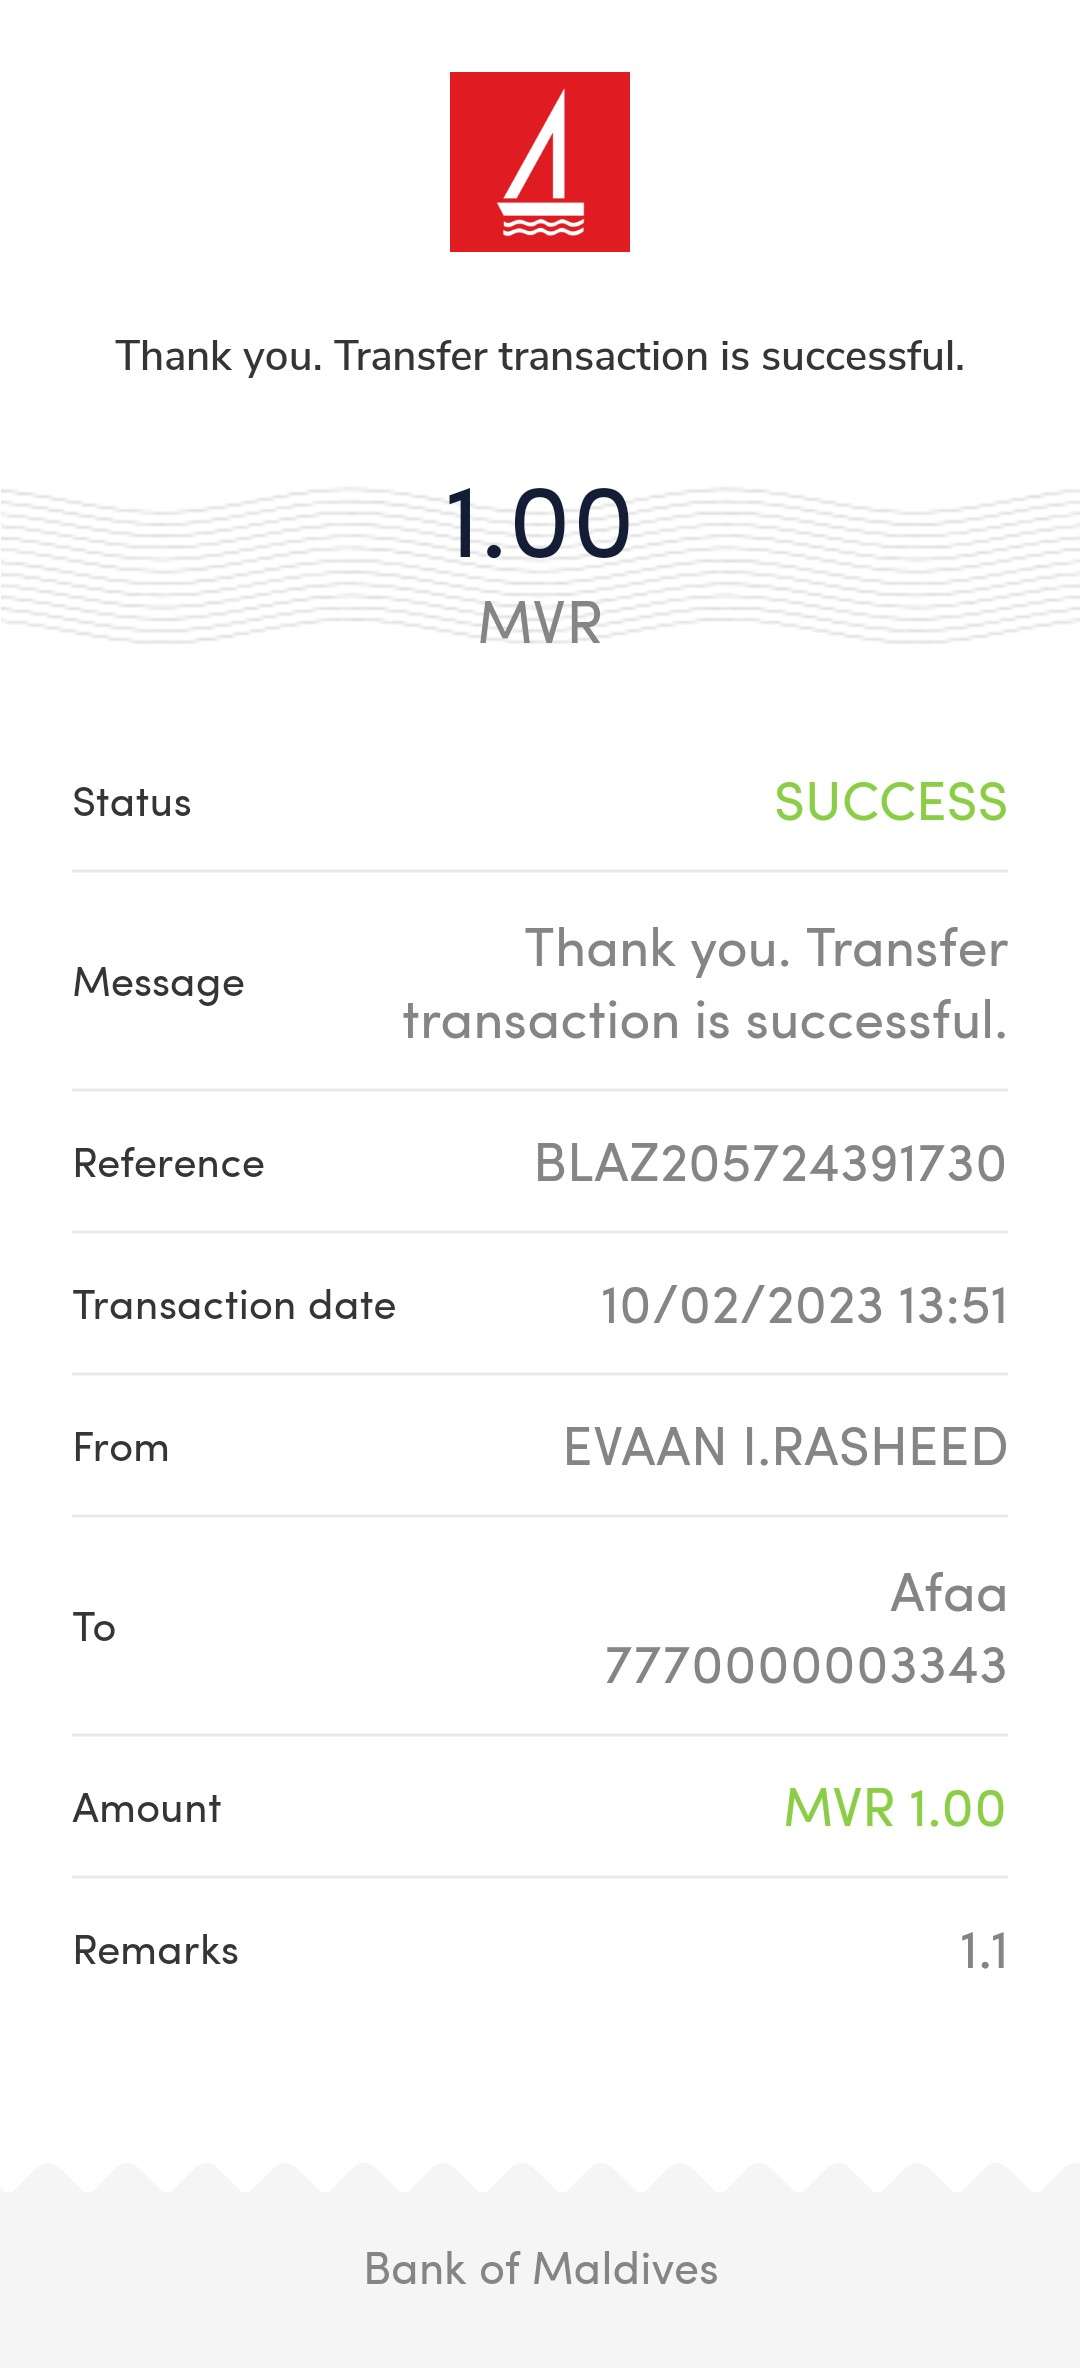 Thank you. Transfer transaction is successful.
1.00
MVR
Status SUCCESS
Message Thank you. Transfer
transaction is successful.
Reference BLAZ205724391730
Transaction date 10/02/2023 13:51
From EVAAN I.RASHEED
To Afaa
7770000003343
Amount MVR 1.00
Remarks 1.1
Bank of Maldives